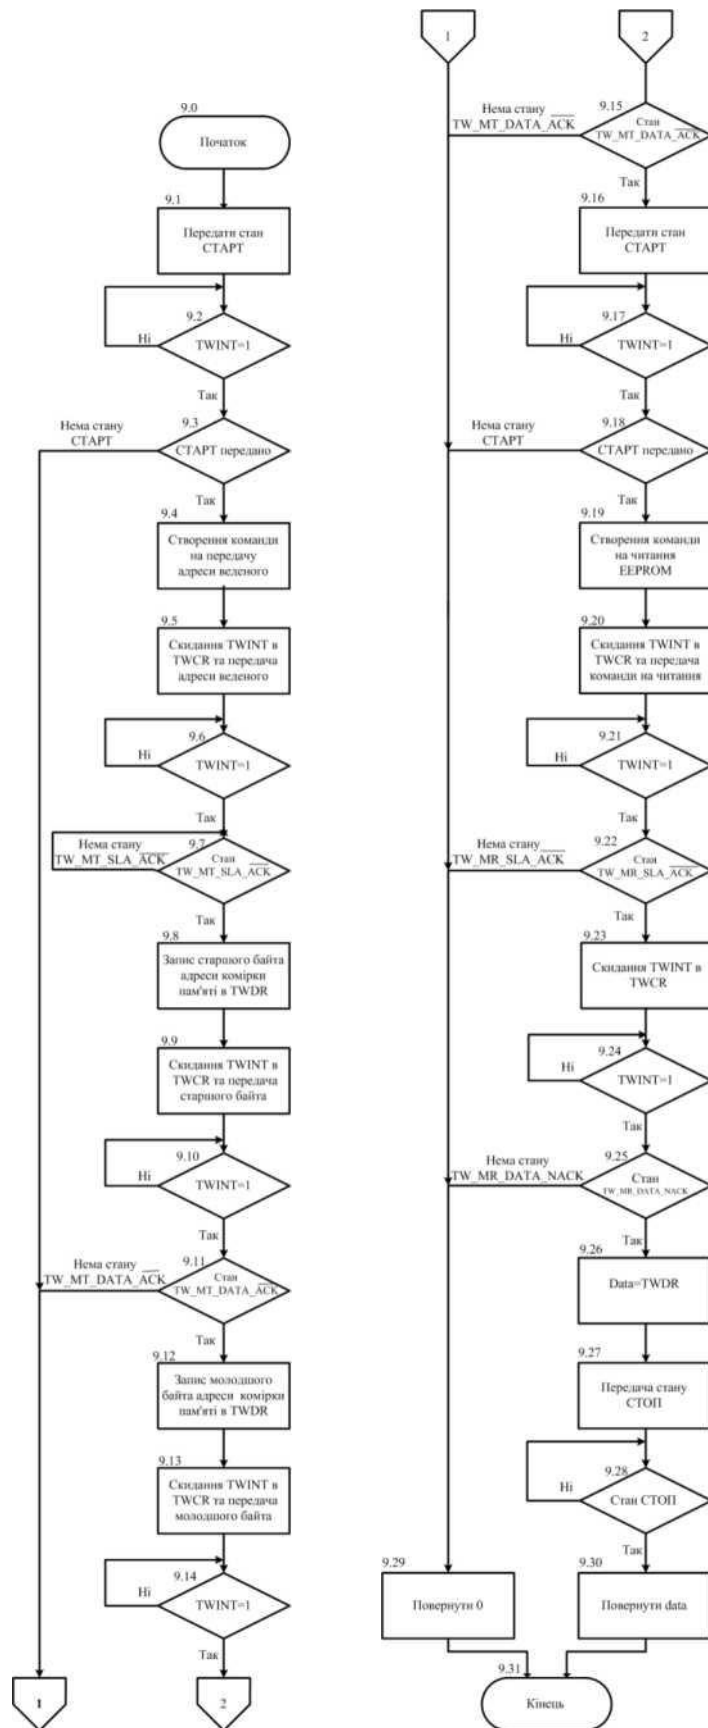 9.0
Початок
9.1
Передати стан
СТАРТ
9.2
TWINT=1
Ні
Так
9.3
СТАРТ передано
Нема стану
СТАРТ
Так
9.4
Створення команди
на передачу
адреси веденого
9.5
Скидання TWINT в
TWCR та передача
адреси веденого
9.6
TWINT=1
Ні
Так
9.7
Стан
TW_MT_SLA_A̅C̅K̅
Нема стану
TW_MT_SLA_A̅C̅K̅
Так
9.8
Запис старшого байта
адреси комірки
пам'яті в TWDR
9.9
Скидання TWINT в
TWCR та передача
старшого байта
9.10
TWINT=1
Ні
Так
9.11
Стан
TW_MT_DATA_A̅C̅K̅
Нема стану
TW_MT_DATA_A̅C̅K̅
Так
9.12
Запис молодшого
байта адреси комірки
пам'яті в TWDR
9.13
Скидання TWINT в
TWCR та передача
молодшого байта
9.14
TWINT=1
Ні
Так
1
2
1
2
9.15
Стан
TW_MT_DATA_A̅C̅K̅
Нема стану
TW_MT_DATA_A̅C̅K̅
Так
9.16
Передати стан
СТАРТ
9.17
TWINT=1
Ні
Так
9.18
СТАРТ передано
Нема стану
СТАРТ
Так
9.19
Створення команди
на читання
EEPROM
9.20
Скидання TWINT в
TWCR та передача
команди на читання
9.21
TWINT=1
Ні
Так
9.22
Стан
TW_MR_SLA_A̅C̅K̅
Нема стану
TW_MR_SLA_A̅C̅K̅
Так
9.23
Скидання TWINT в
TWCR
9.24
TWINT=1
Ні
Так
9.25
Стан
TW_MR_DATA_NACK
Нема стану
TW_MR_DATA_NACK
Так
9.26
Data=TWDR
9.27
Передача стану
СТОП
9.28
Стан СТОП
Ні
Так
9.29
Повернути 0
9.30
Повернути data
9.31
Кінець